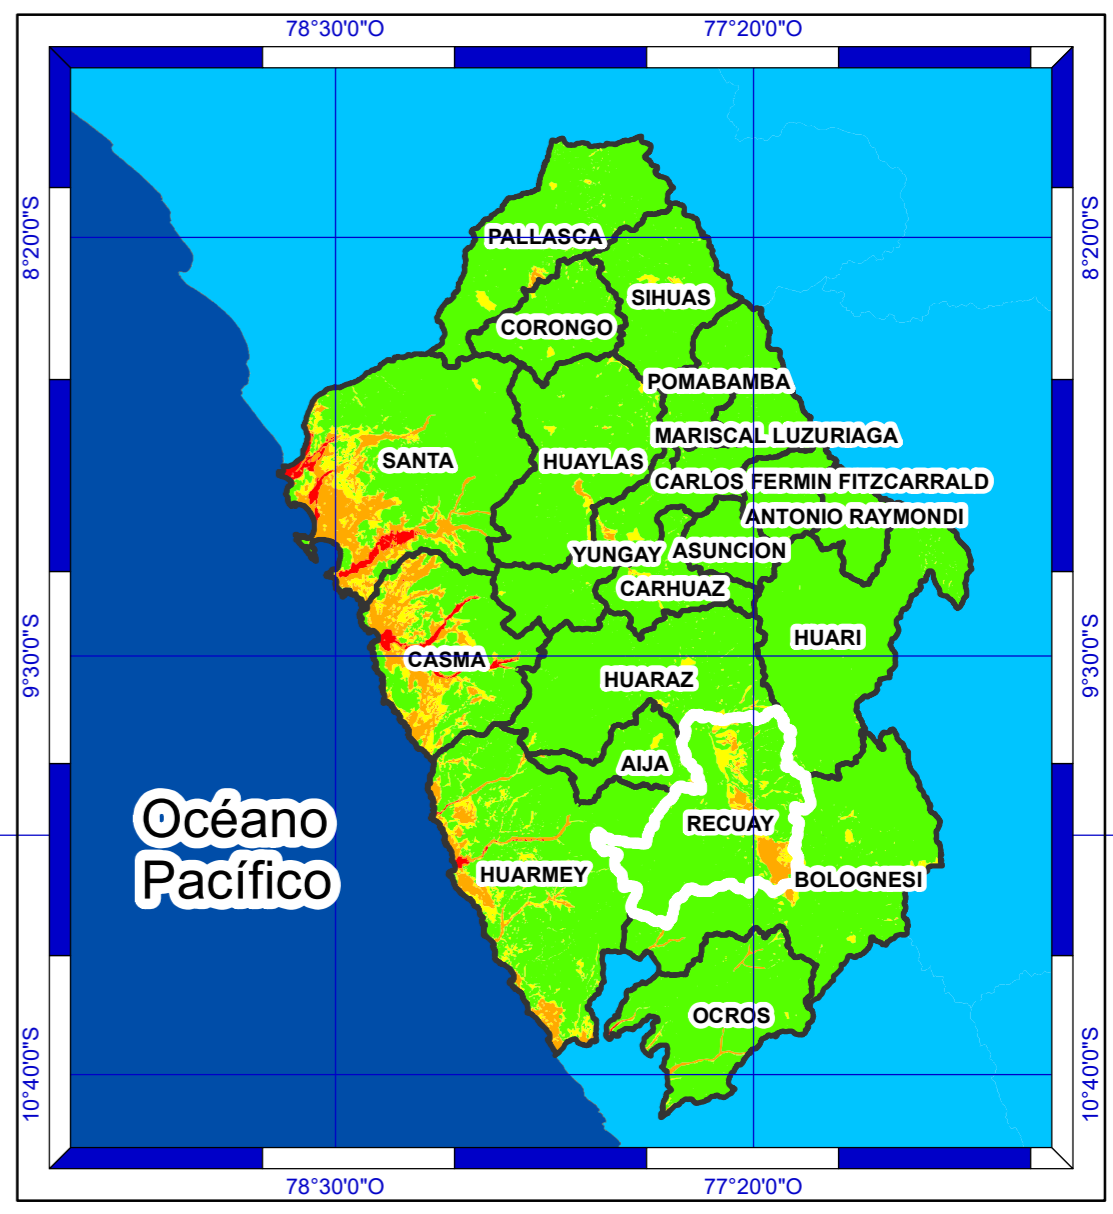 78°30'0"O
77°20'0"O
8°20'0"S
8°20'0"S
PALLASCA
SIHUAS
CORONGO
POMABAMBA
MARISCAL LUZURIAGA
SANTA
HUAYLAS
CARLOS FERMIN FITZCARRALD
ANTONIO RAYMONDI
YUNGAY
ASUNCION
CARHUAZ
HUARI
9°30'0"S
9°30'0"S
CASMA
HUARAZ
AIJA
Océano
Pacífico
RECUAY
HUARMEY
BOLOGNESI
OCROS
10°40'0"S
10°40'0"S
78°30'0"O
77°20'0"O